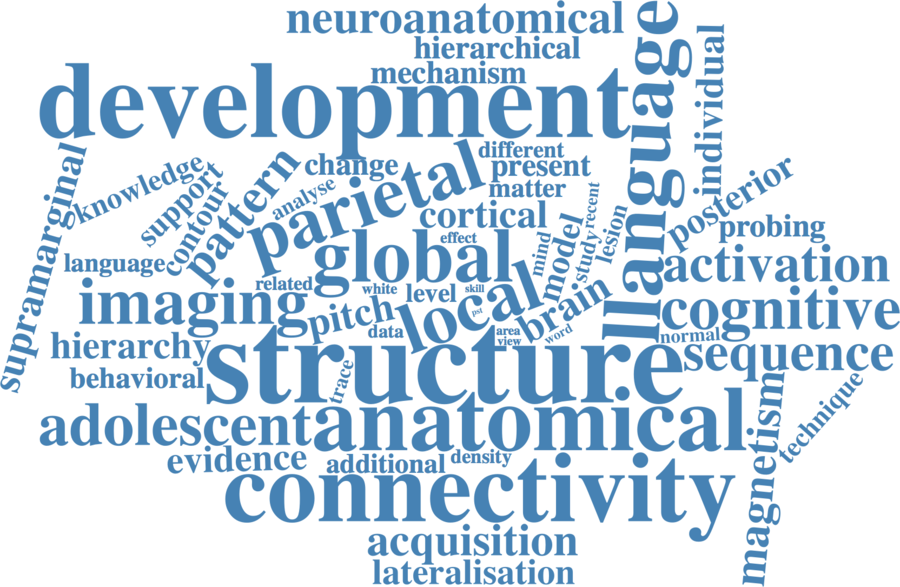 neuroanatomical
hierarchical
mechanism
development
llanguage
individual
supramarginal
knowledge
support
contour
pattern
analyse
change
parietal
different
present
matter
cortical
recent
posterior
probing
language
global
effect
mind
model
study
lesion
activation
imaging
related
white
level
skill
pitch
data
local
pst
area
view
word
brain
cognitive
normal
hierarchy
structure
sequence
behavioral
trace
technique
adolescent
anatomical
magnetism
evidence
additional
density
connectivity
acquisition
lateralisation